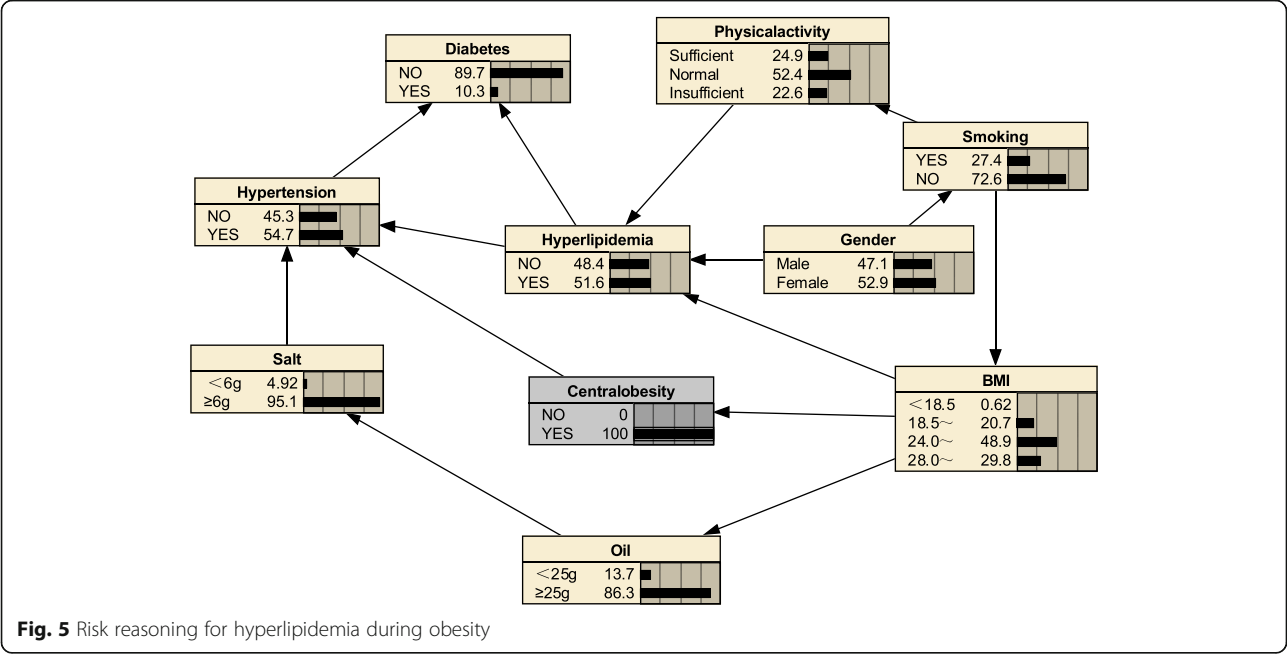 Physicalactivity
Sufficient 24.9
Normal 52.4
Insufficient 22.6
Diabetes
NO 89.7
YES 10.3
Smoking
YES 27.4
NO 72.6
Hypertension
NO 45.3
YES 54.7
Hyperlipidemia
NO 48.4
YES 51.6
Gender
Male 47.1
Female 52.9
Salt
<6g 4.92
≥6g 95.1
Centralobesity
NO 0
YES 100
BMI
<18.5 0.62
18.5～ 20.7
24.0～ 48.9
28.0～ 29.8
Oil
<25g 13.7
≥25g 86.3
Fig. 5 Risk reasoning for hyperlipidemia during obesity